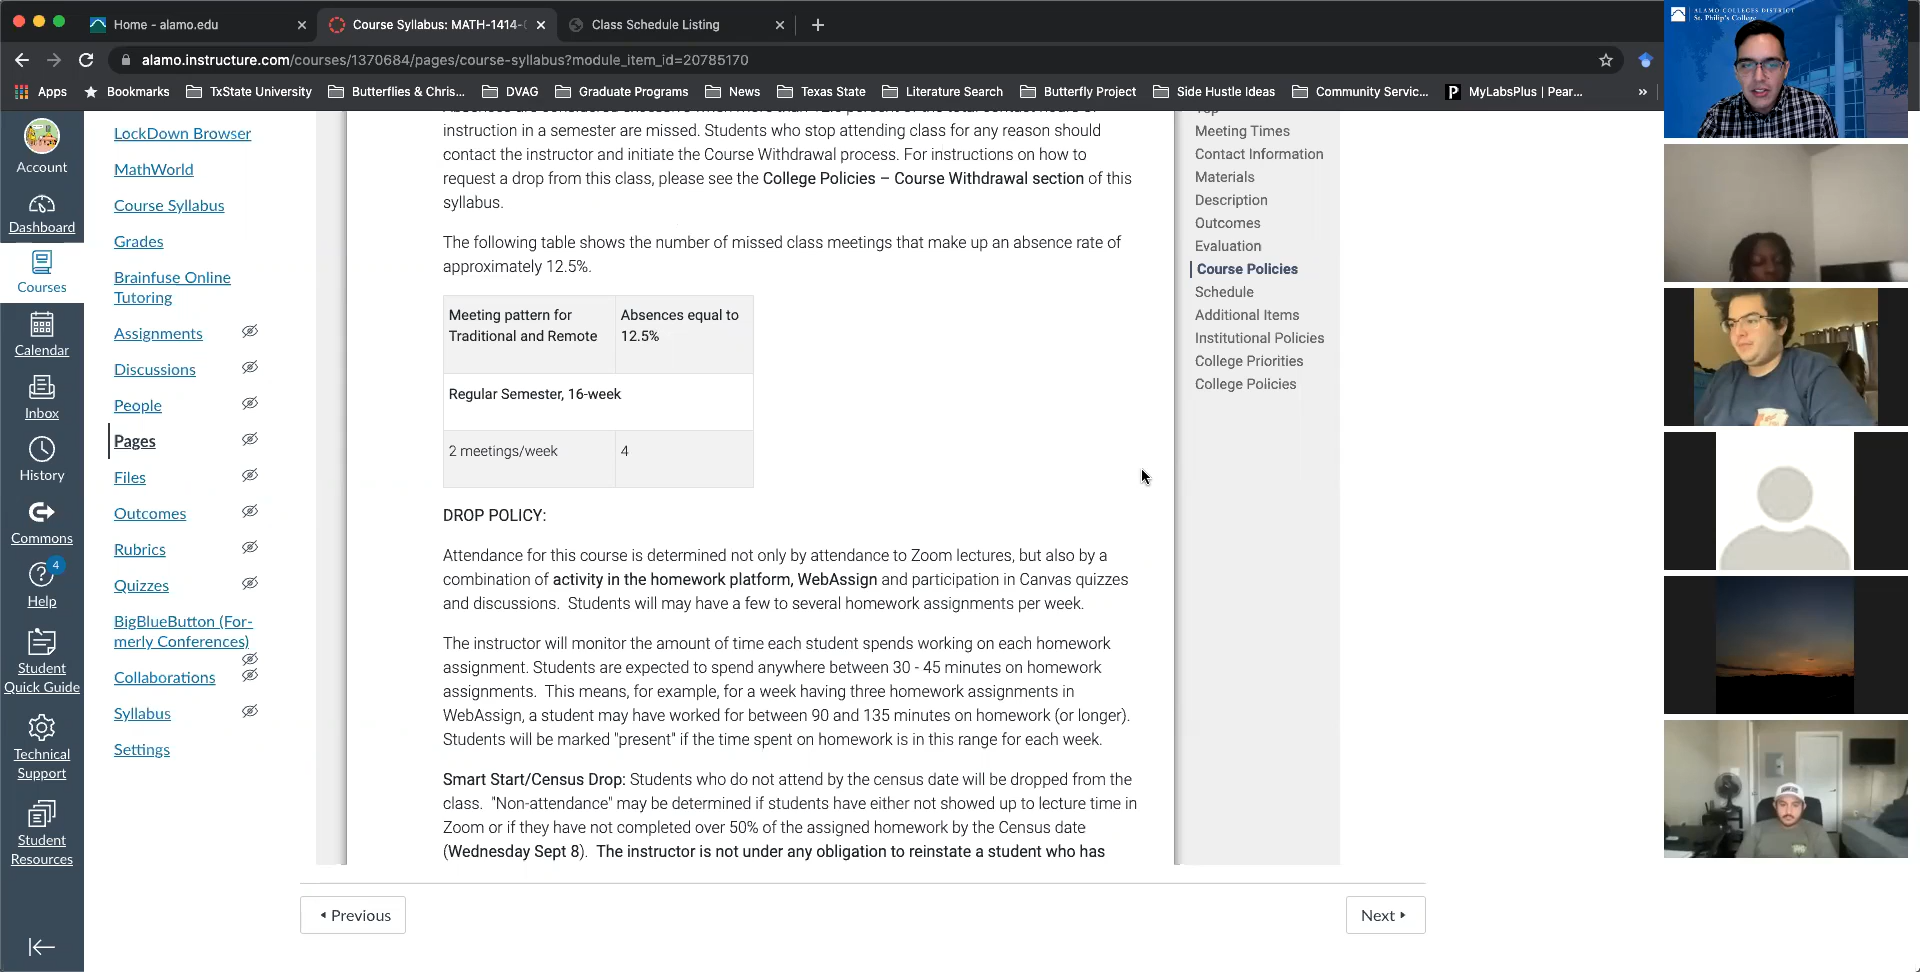 Home - alamo.edu
Course Syllabus: MATH-1414-
Class Schedule Listing
alamo.instructure.com/courses/1370684/pages/course-syllabus?module_item_id=20785170
Apps
Bookmarks
TxState University
Butterflies & Chris...
DVAG
Graduate Programs
News
Texas State
Literature Search
Butterfly Project
Side Hustle Ideas
Community Servic...
MyLabsPlus | Pear...
»
ALAMO COLLEGES DISTRICT
St. Philip's College
Account
Dashboard
Courses
Calendar
Inbox
History
Commons
4
Help
Student
Quick Guide
Technical
Support
Student
Resources
LockDown Browser
MathWorld
Course Syllabus
Grades
Brainfuse Online
Tutoring
Assignments
Discussions
People
Pages
Files
Outcomes
Rubrics
Quizzes
BigBlueButton (For-
merly Conferences)
Collaborations
Syllabus
Settings
instruction in a semester are missed. Students who stop attending class for any reason should
contact the instructor and initiate the Course Withdrawal process. For instructions on how to
request a drop from this class, please see the College Policies – Course Withdrawal section of this
syllabus.
The following table shows the number of missed class meetings that make up an absence rate of
approximately 12.5%.
Meeting pattern for
Traditional and Remote
Absences equal to
12.5%
Regular Semester, 16-week
2 meetings/week
4
DROP POLICY:
Attendance for this course is determined not only by attendance to Zoom lectures, but also by a
combination of activity in the homework platform, WebAssign and participation in Canvas quizzes
and discussions.  Students will may have a few to several homework assignments per week.
The instructor will monitor the amount of time each student spends working on each homework
assignment. Students are expected to spend anywhere between 30 - 45 minutes on homework
assignments.  This means, for example, for a week having three homework assignments in
WebAssign, a student may have worked for between 90 and 135 minutes on homework (or longer).
Students will be marked "present" if the time spent on homework is in this range for each week.
Smart Start/Census Drop: Students who do not attend by the census date will be dropped from the
class.  "Non-attendance" may be determined if students have either not showed up to lecture time in
Zoom or if they have not completed over 50% of the assigned homework by the Census date
(Wednesday Sept 8).  The instructor is not under any obligation to reinstate a student who has
Top
Meeting Times
Contact Information
Materials
Description
Outcomes
Evaluation
Course Policies
Schedule
Additional Items
Institutional Policies
College Priorities
College Policies
Previous
Next